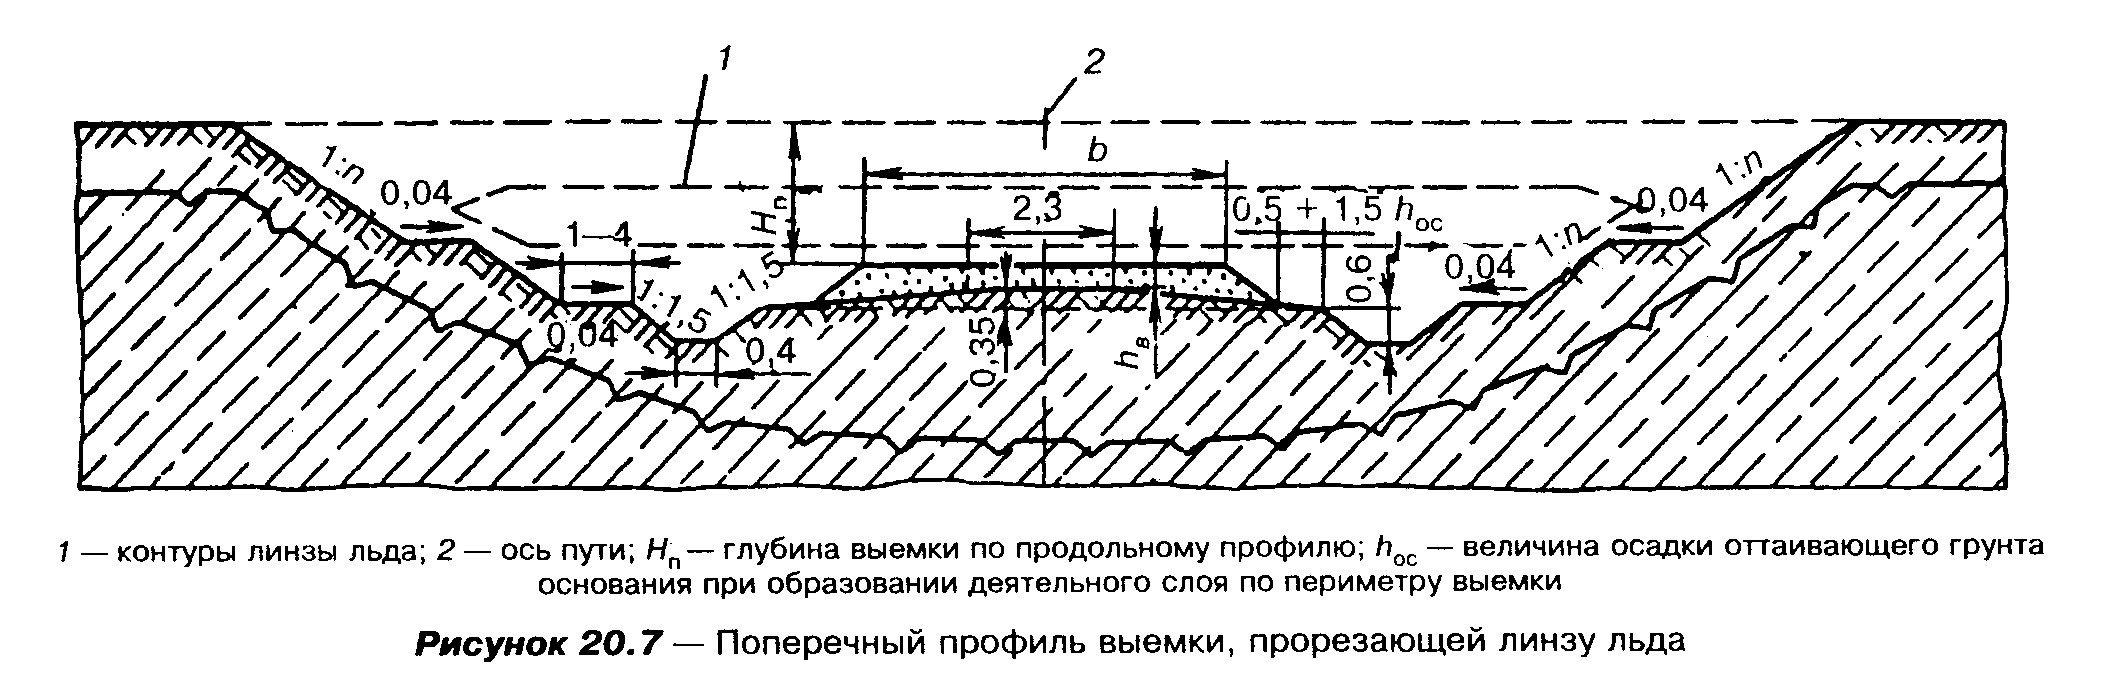 1
2
b
1:n
1:n
0,04
Hп
2,3
0,5 + 1,5 hос
0,04
1—4
1:n
1:1,5
1:1,5
0,6
0,04
0,04
0,4
0,35
hв
1 — контуры линзы льда; 2 — ось пути; Hп — глубина выемки по продольному профилю; hос — величина осадки оттаивающего грунта
основания при образовании деятельного слоя по периметру выемки
Рисунок 20.7 — Поперечный профиль выемки, прорезающей линзу льда